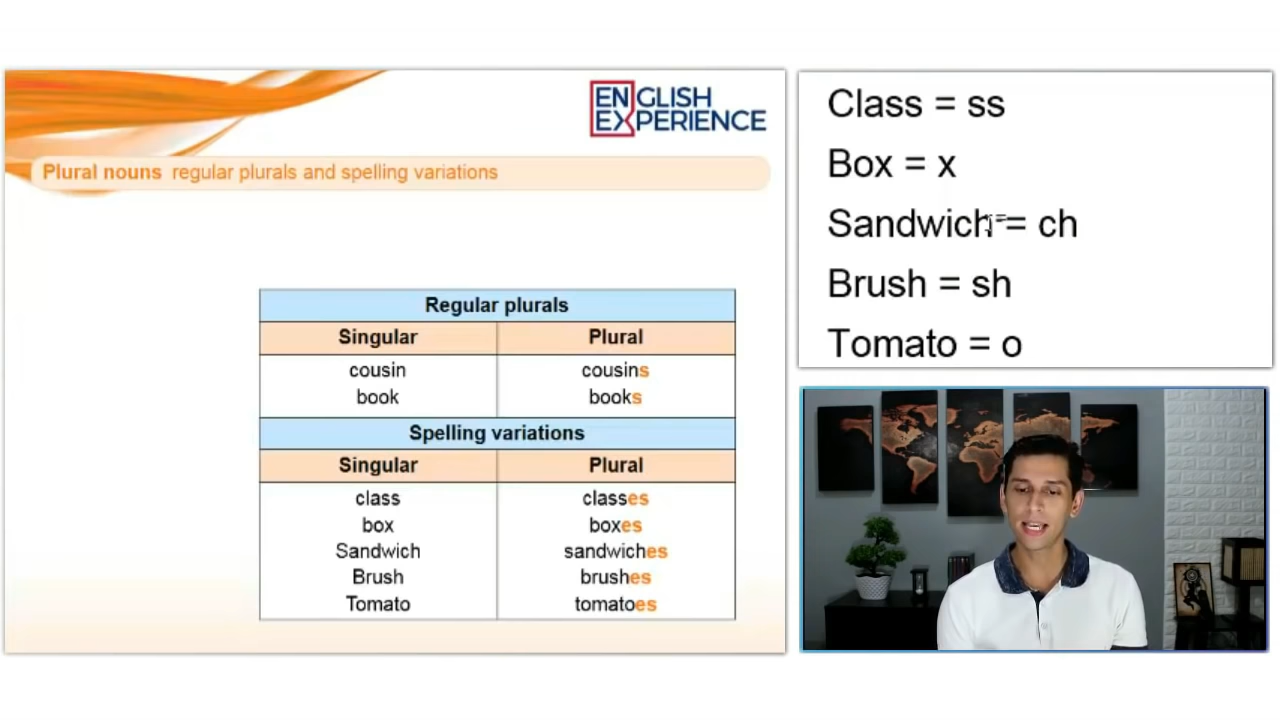 ENGLISH
EXPERIENCE
Plural nouns regular plurals and spelling variations
Regular plurals
Singular Plural
cousin cousins
book books
Spelling variations
Singular Plural
class classes
box boxes
Sandwich sandwiches
Brush brushes
Tomato tomatoes
Class = ss
Box = x
Sandwich = ch
Brush = sh
Tomato = o